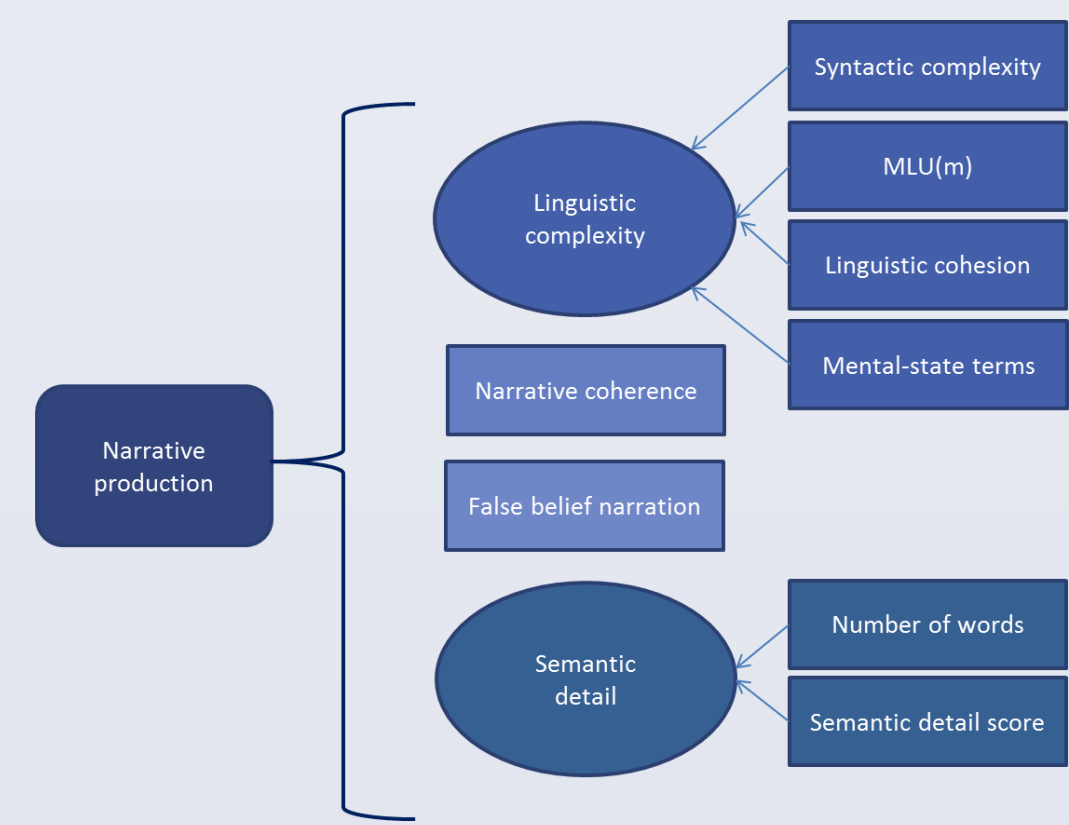 Syntactic complexity
MLU(m)
Linguistic
complexity
Linguistic cohesion
Mental-state terms
Narrative coherence
Narrative
production
False belief narration
Number of words
Semantic
detail
Semantic detail score